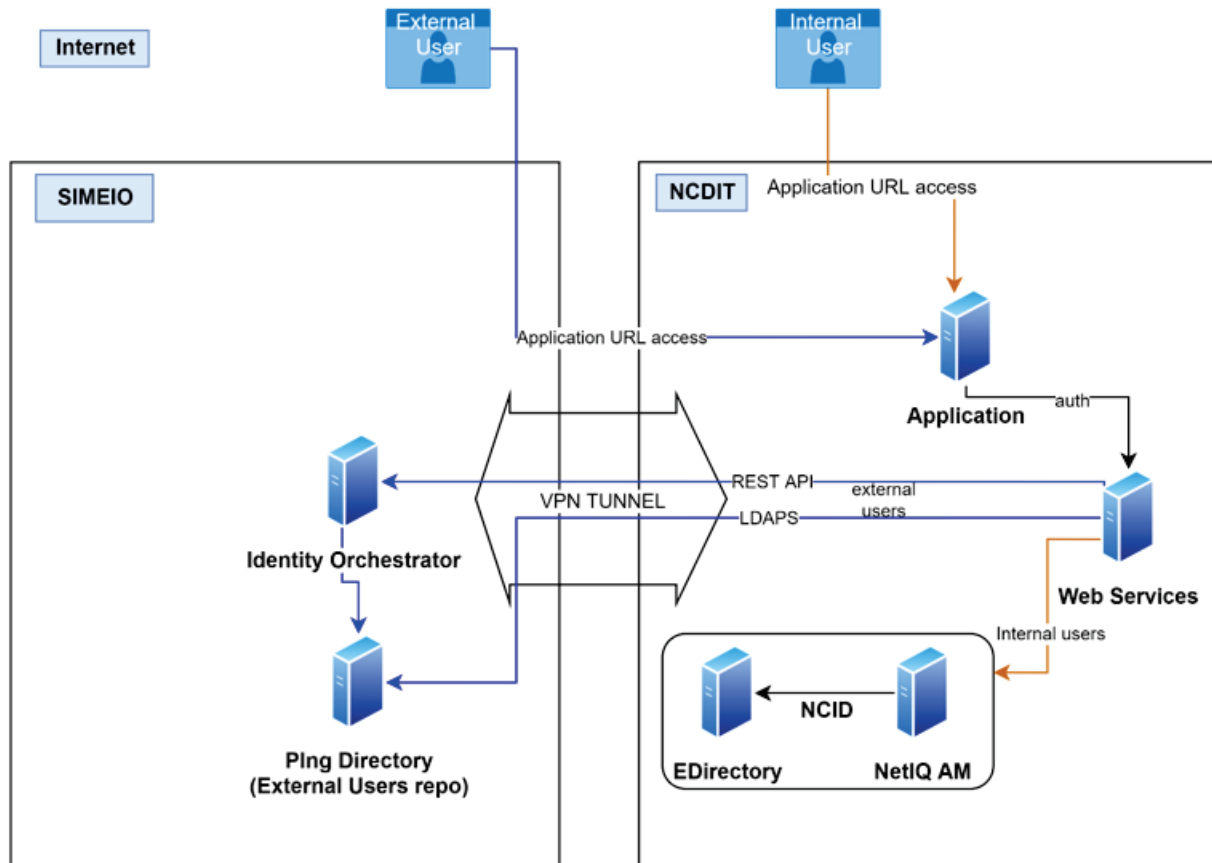 Internet
External
User
Internal
User
SIMEIO
NCDIT
Application URL access
Application URL access
Application
auth
REST API
external
users
VPN TUNNEL
LDAPS
Identity Orchestrator
Web Services
Internal users
NCID
EDirectory
NetIQ AM
PIng Directory
(External Users repo)